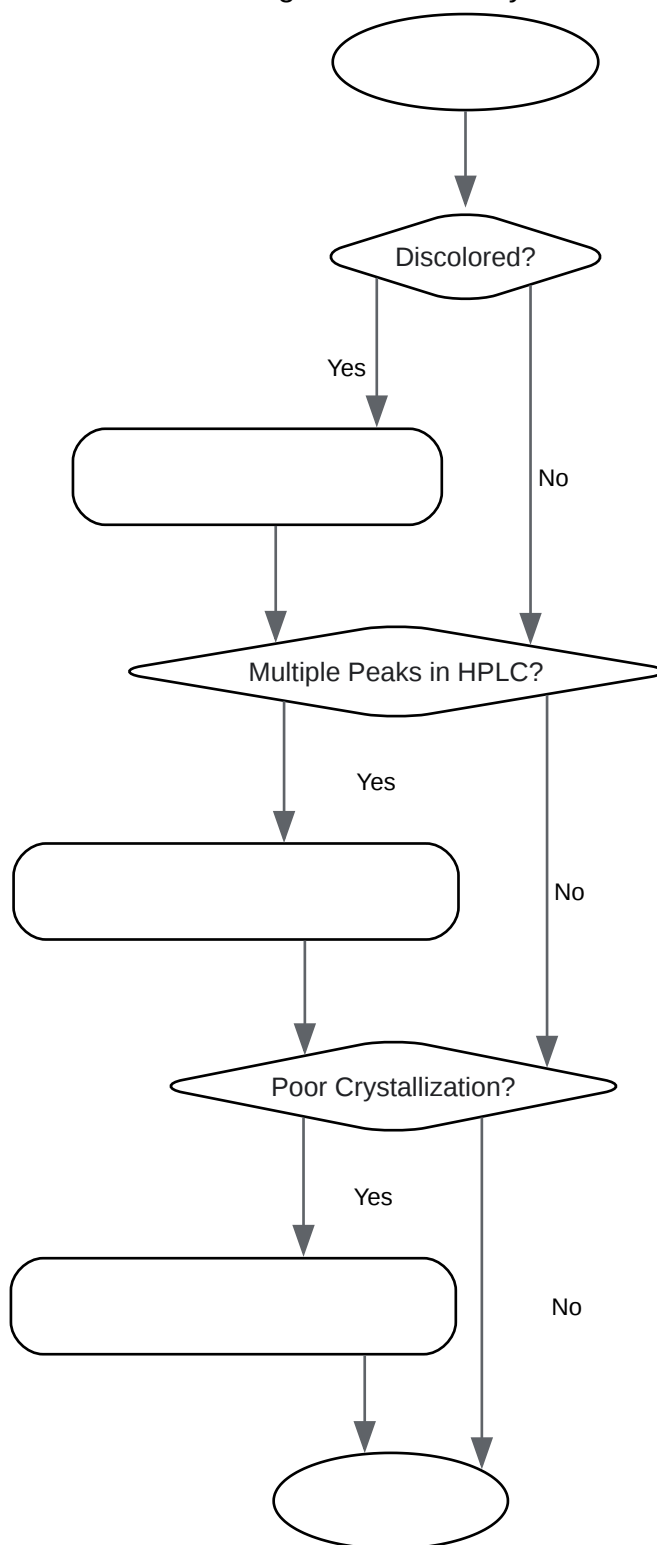 Discolored?
Yes
No
Multiple Peaks in HPLC?
Yes
No
Poor Crystallization?
Yes
No